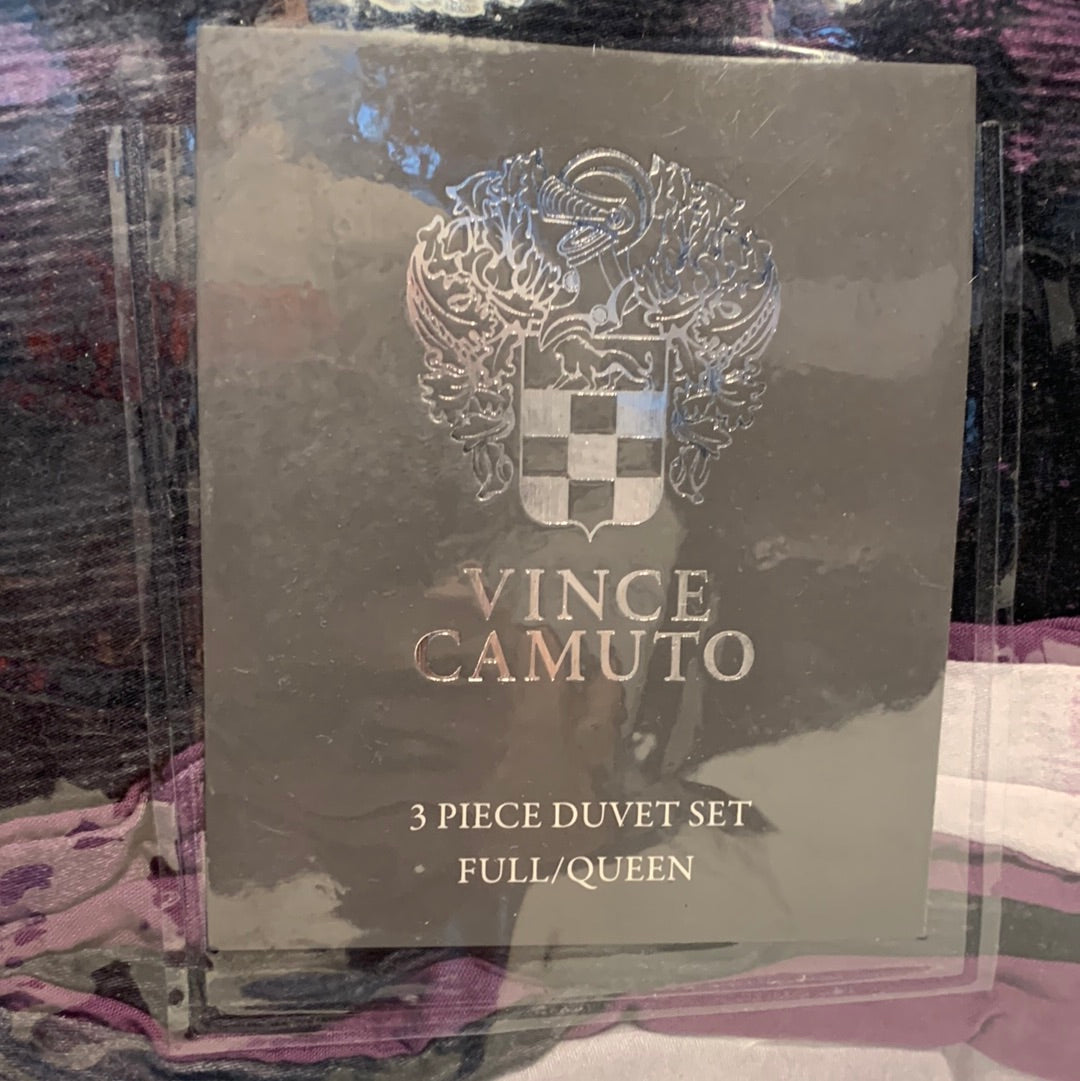 VINCE
CAMUTO
3 PIECE DUVET SET
FULL/QUEEN